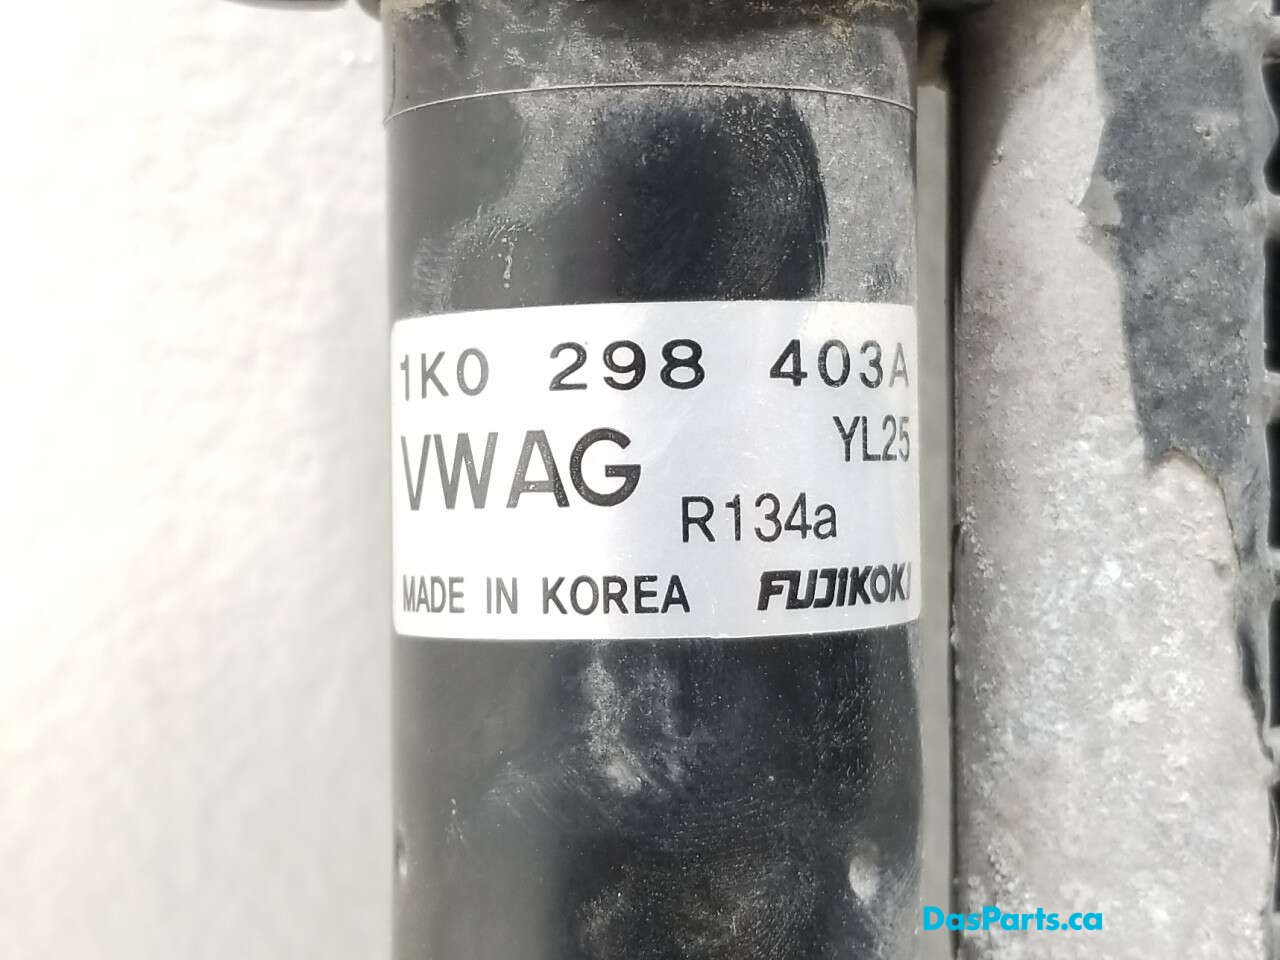 1K0 298 403A
VWAG YL25
R134a
MADE IN KOREA FUJIKOKI
DasParts.ca